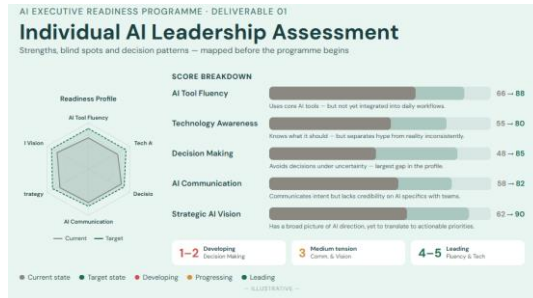 AI EXECUTIVE READINESS PROGRAMME · DELIVERABLE 01
Individual AI Leadership Assessment
Strengths, blind spots and decision patterns — mapped before the programme begins
SCORE BREAKDOWN
Readiness Profile
AI Tool Fluency
l Vision
Tech A
trategy
Decisio
AI Communication
Current
Target
AI Tool Fluency
66 → 88
Uses core AI tools — but not yet integrated into daily workflows.
Technology Awareness
55 → 80
Knows what it should — but separates hype from reality inconsistently.
Decision Making
48 → 85
Avoids decisions under uncertainty — largest gap in the profile.
AI Communication
58 → 82
Communicates intent but lacks credibility on AI specifics with teams.
Strategic AI Vision
62 → 90
Has a broad picture of AI direction, yet to translate to actionable priorities.
1–2 Developing
Decision Making
3 Medium tension
Comm. & Vision
4–5 Leading
Fluency & Tech
Current state
Target state
Developing
Progressing
Leading
— ILLUSTRATIVE —